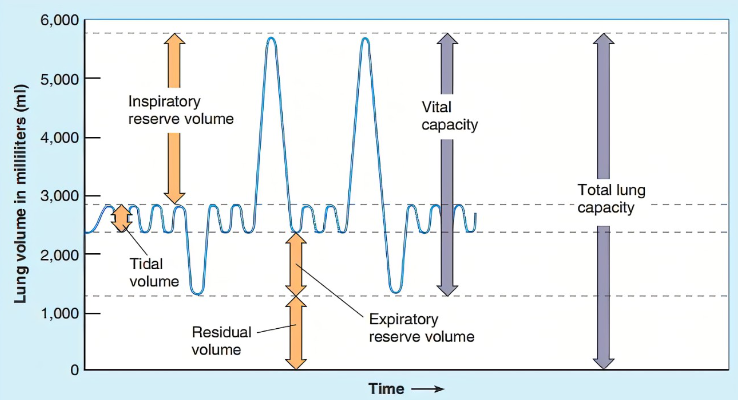 Lung volume in milliliters (ml)
6,000
5,000
4,000
3,000
2,000
1,000
0
Inspiratory
reserve volume
Vital
capacity
Total lung
capacity
Tidal
volume
Residual
volume
Expiratory
reserve volume
Time